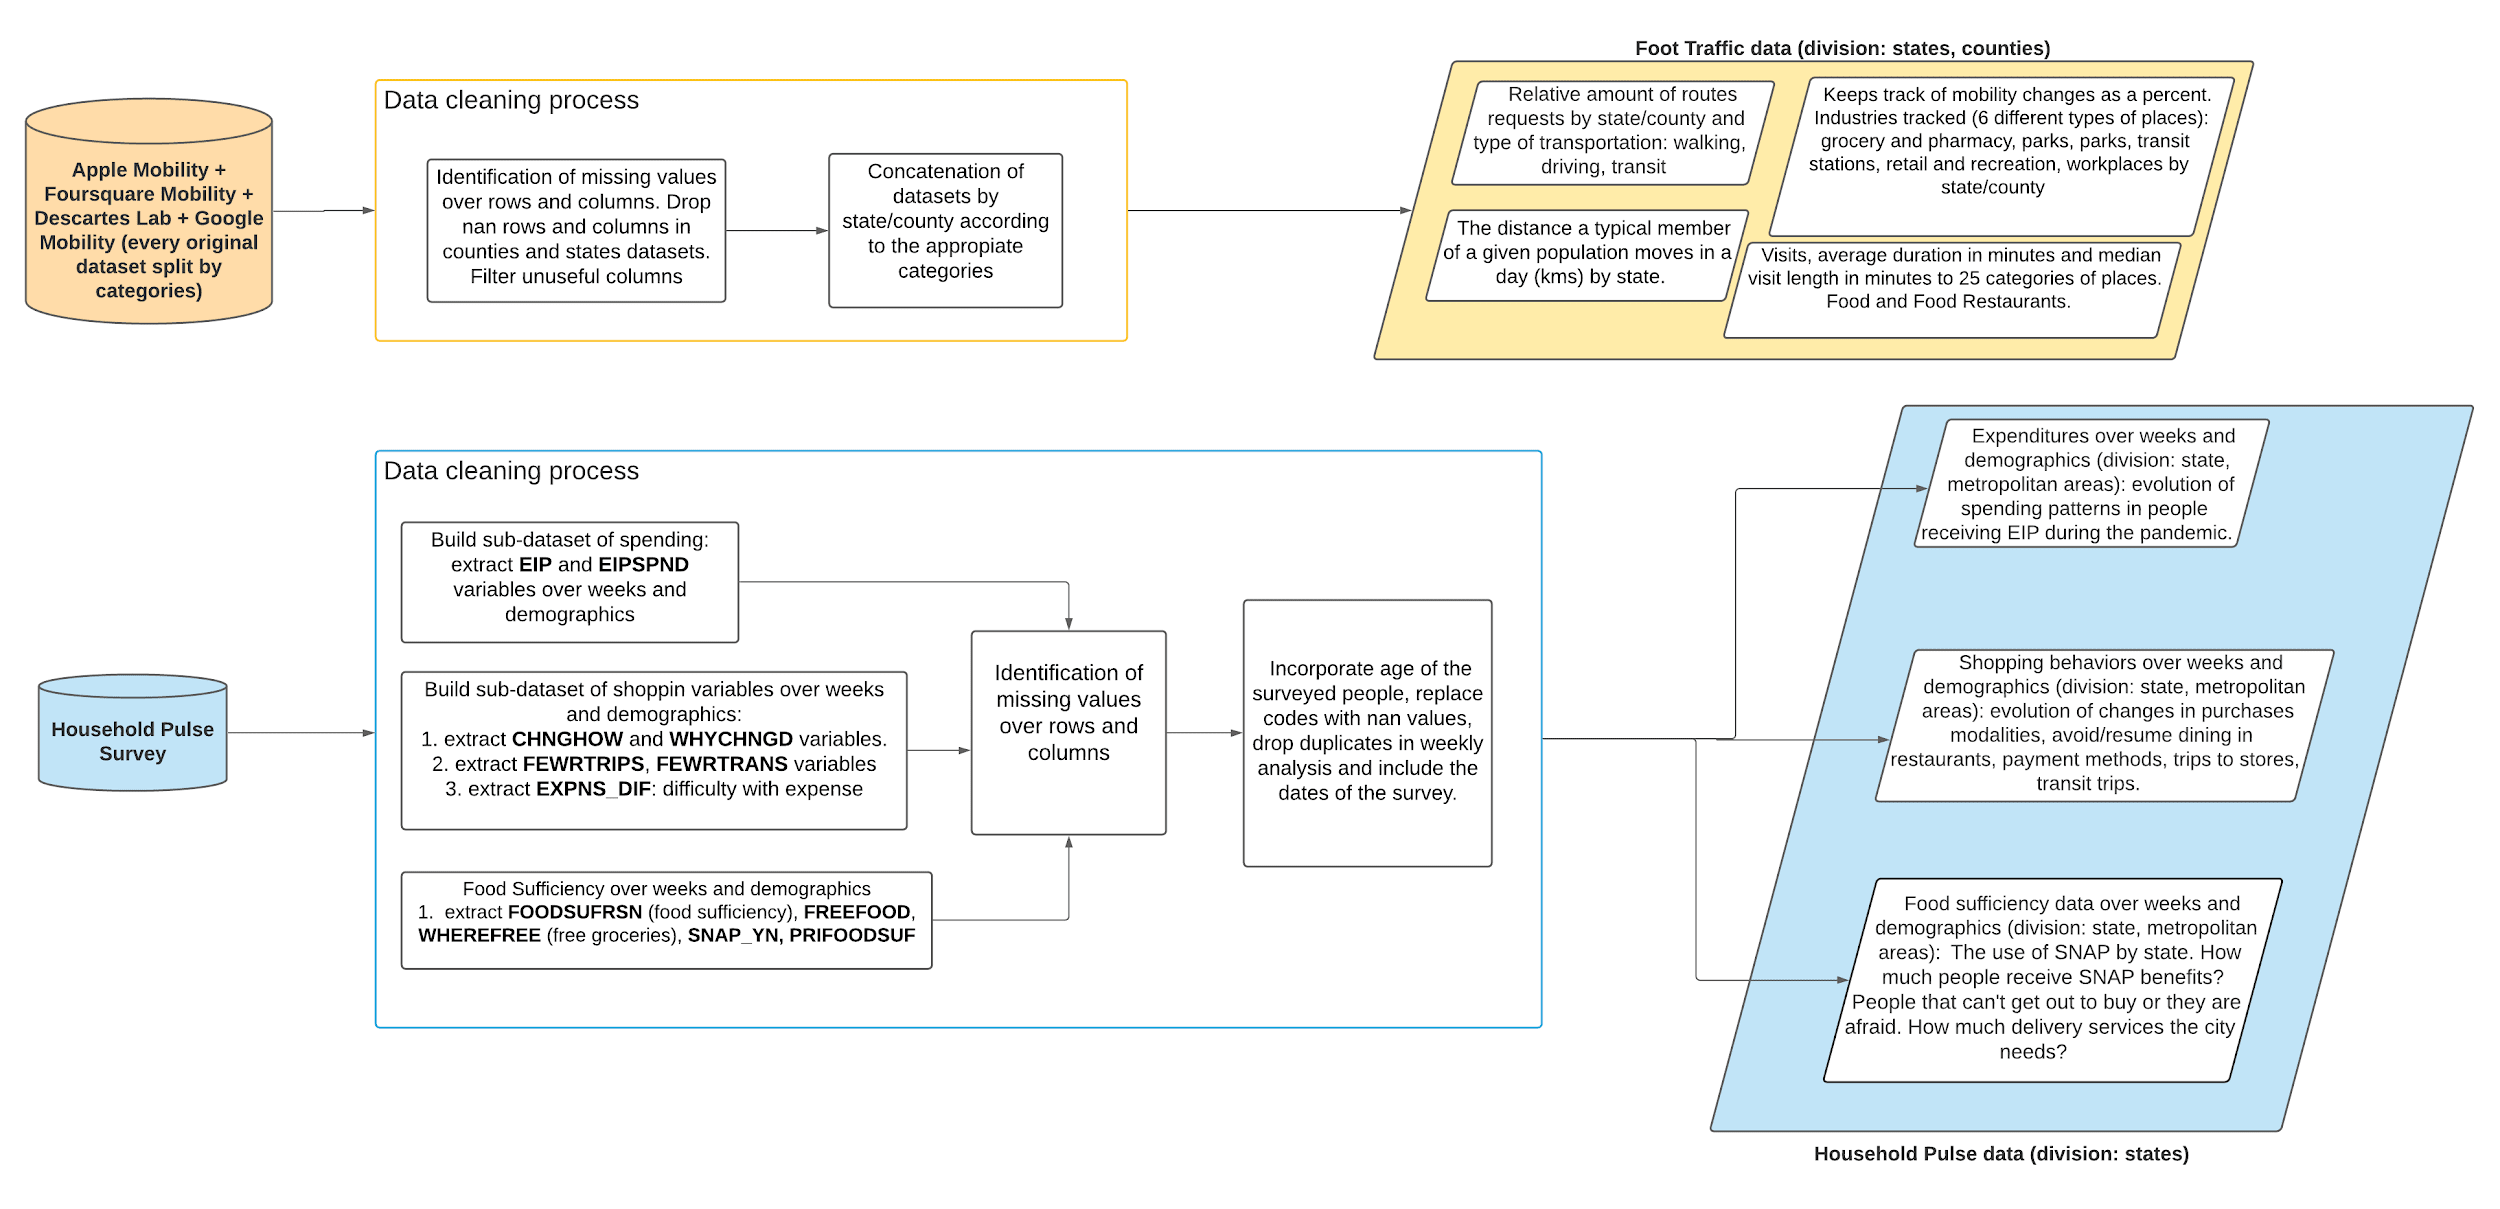 Foot Traffic data (division: states, counties)
Apple Mobility +
Foursquare Mobility +
Descartes Lab + Google
Mobility (every original
dataset split by
categories)
Data cleaning process
Identification of missing values
over rows and columns. Drop
nan rows and columns in
counties and states datasets.
Filter unuseful columns
Concatenation of
datasets by
state/county according
to the appropiate
categories
Relative amount of routes
requests by state/county and
type of transportation: walking,
driving, transit
Keeps track of mobility changes as a percent.
Industries tracked (6 different types of places):
grocery and pharmacy, parks, parks, transit
stations, retail and recreation, workplaces by
state/county
The distance a typical member
of a given population moves in a
day (kms) by state.
Visits, average duration in minutes and median
visit length in minutes to 25 categories of places.
Food and Food Restaurants.
Household Pulse
Survey
Data cleaning process
Build sub-dataset of spending:
extract EIP and EIPSPND
variables over weeks and
demographics
Build sub-dataset of shoppin variables over weeks
and demographics:
1. extract CHNGHOW and WHYCHNGD variables.
2. extract FEWRTRIPS, FEWRTRANS variables
3. extract EXPNS_DIF: difficulty with expense
Food Sufficiency over weeks and demographics
1. extract FOODSUFRSN (food sufficiency), FREEFOOD,
WHEREFREE (free groceries), SNAP_YN, PRIFOODSUF
Identification of
missing values
over rows and
columns
Incorporate age of the
surveyed people, replace
codes with nan values,
drop duplicates in weekly
analysis and include the
dates of the survey.
Expenditures over weeks and
demographics (division: state,
metropolitan areas): evolution of
spending patterns in people
receiving EIP during the pandemic.
Shopping behaviors over weeks and
demographics (division: state, metropolitan
areas): evolution of changes in purchases
modalities, avoid/resume dining in
restaurants, payment methods, trips to stores,
transit trips.
Food sufficiency data over weeks and
demographics (division: state, metropolitan
areas): The use of SNAP by state. How
much people receive SNAP benefits?
People that can't get out to buy or they are
afraid. How much delivery services the city
needs?
Household Pulse data (division: states)